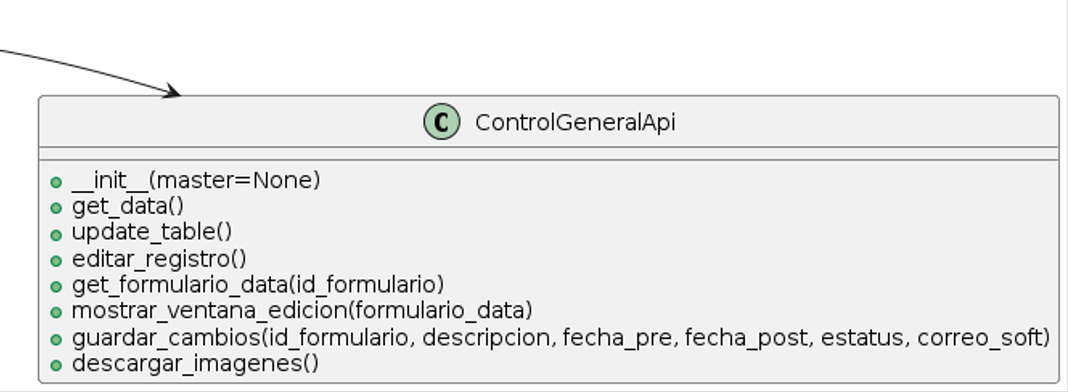 C ControlGeneralApi
__init__(master=None)
get_data()
update_table()
editar_registro()
get_formulario_data(id_formulario)
mostrar_ventana_edicion(formulario_data)
guardar_cambios(id_formulario, descripcion, fecha_pre, fecha_post, estatus, correo_soft)
descargar_imagenes()